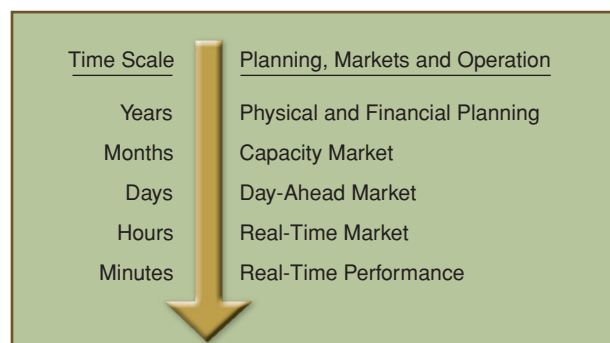 Time Scale Planning, Markets and Operation
Years Physical and Financial Planning
Months Capacity Market
Days Day-Ahead Market
Hours Real-Time Market
Minutes Real-Time Performance